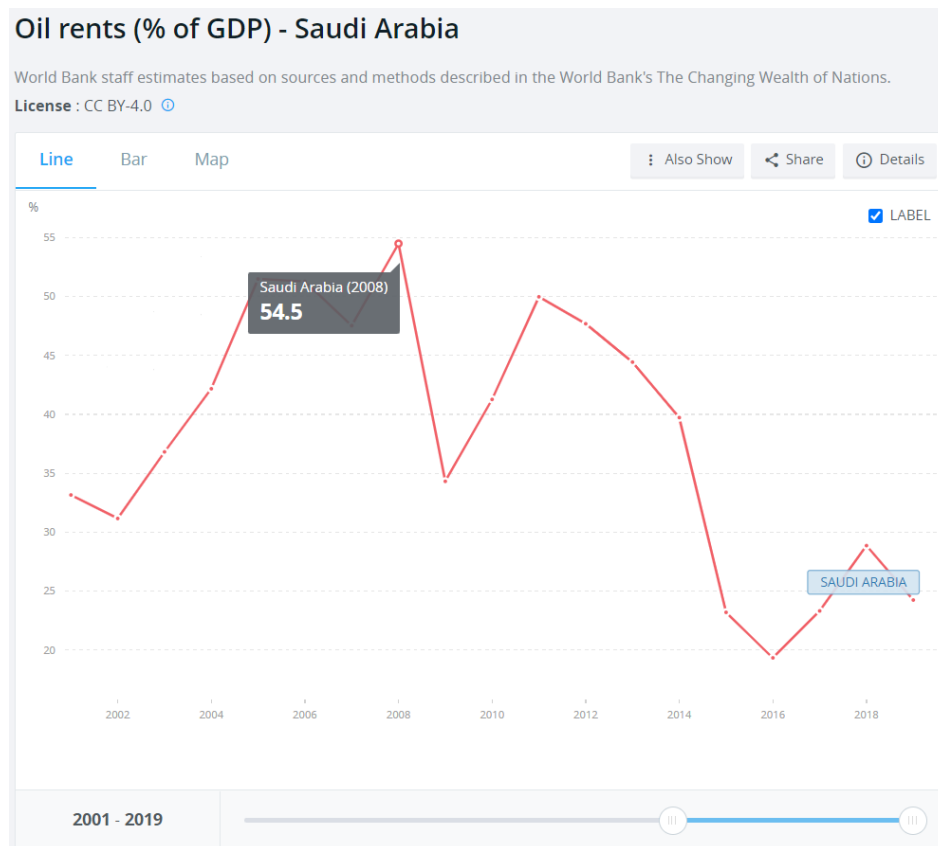 Oil rents (% of GDP) - Saudi Arabia
World Bank staff estimates based on sources and methods described in the World Bank's The Changing Wealth of Nations.
License : CC BY-4.0
Line Bar Map Also Show Share Details
%
LABEL
55
Saudi Arabia (2008)
50
54.5
45
40
35
30
25
SAUDI ARABIA
20
2002 2004 2006 2008 2010 2012 2014 2016 2018
2001 - 2019